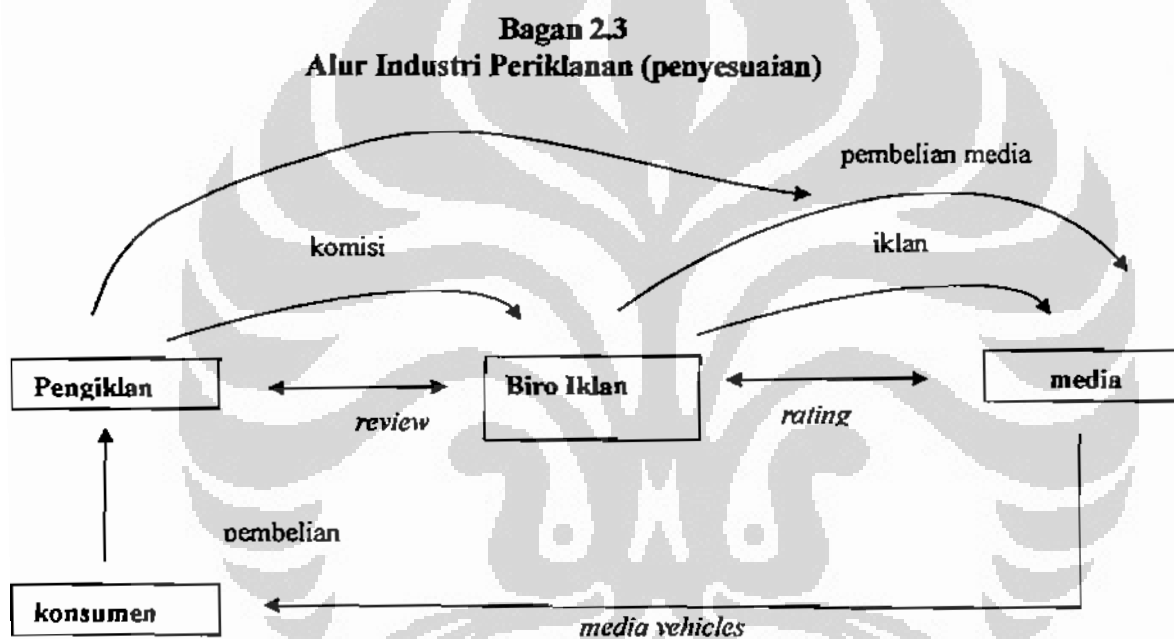 Bagan 2.3
Alur Industri Periklanan (penyesuaian)
pembelian media
komisi
iklan
Pengiklan
Biro Iklan
media
review
rating
pembelian
konsumen
media vehicles